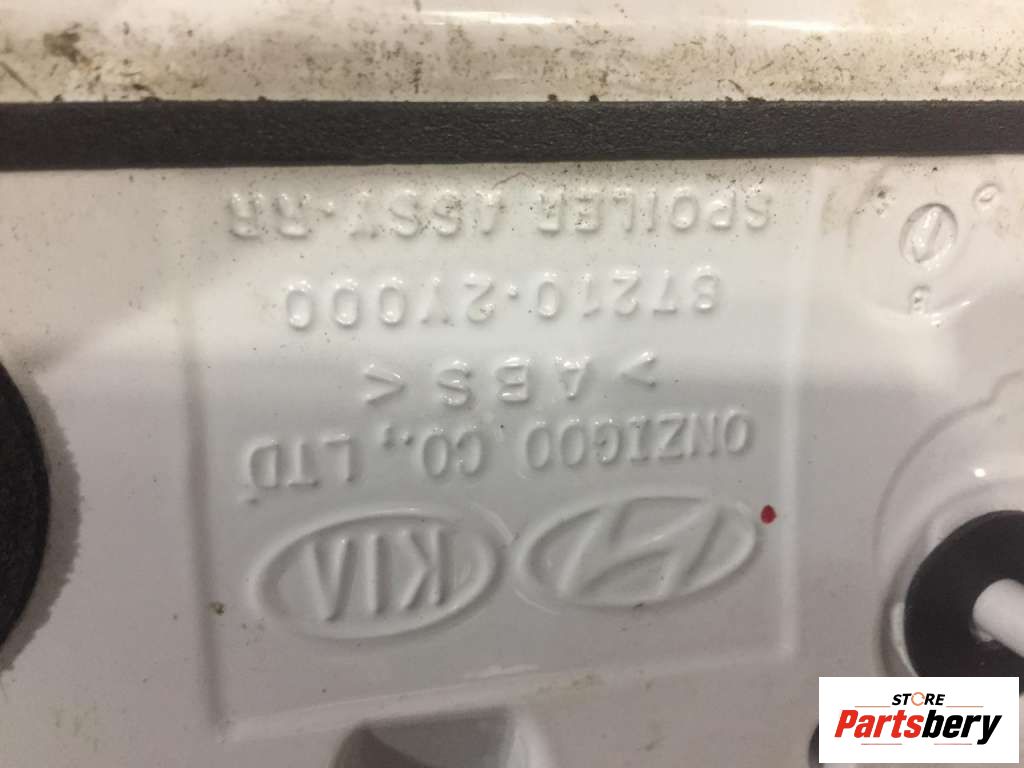 KIA
ONZIGOO CO., LTD
>ABS<
87210-2Y000
SPOILER ASSY-RR
STORE
Partsbery